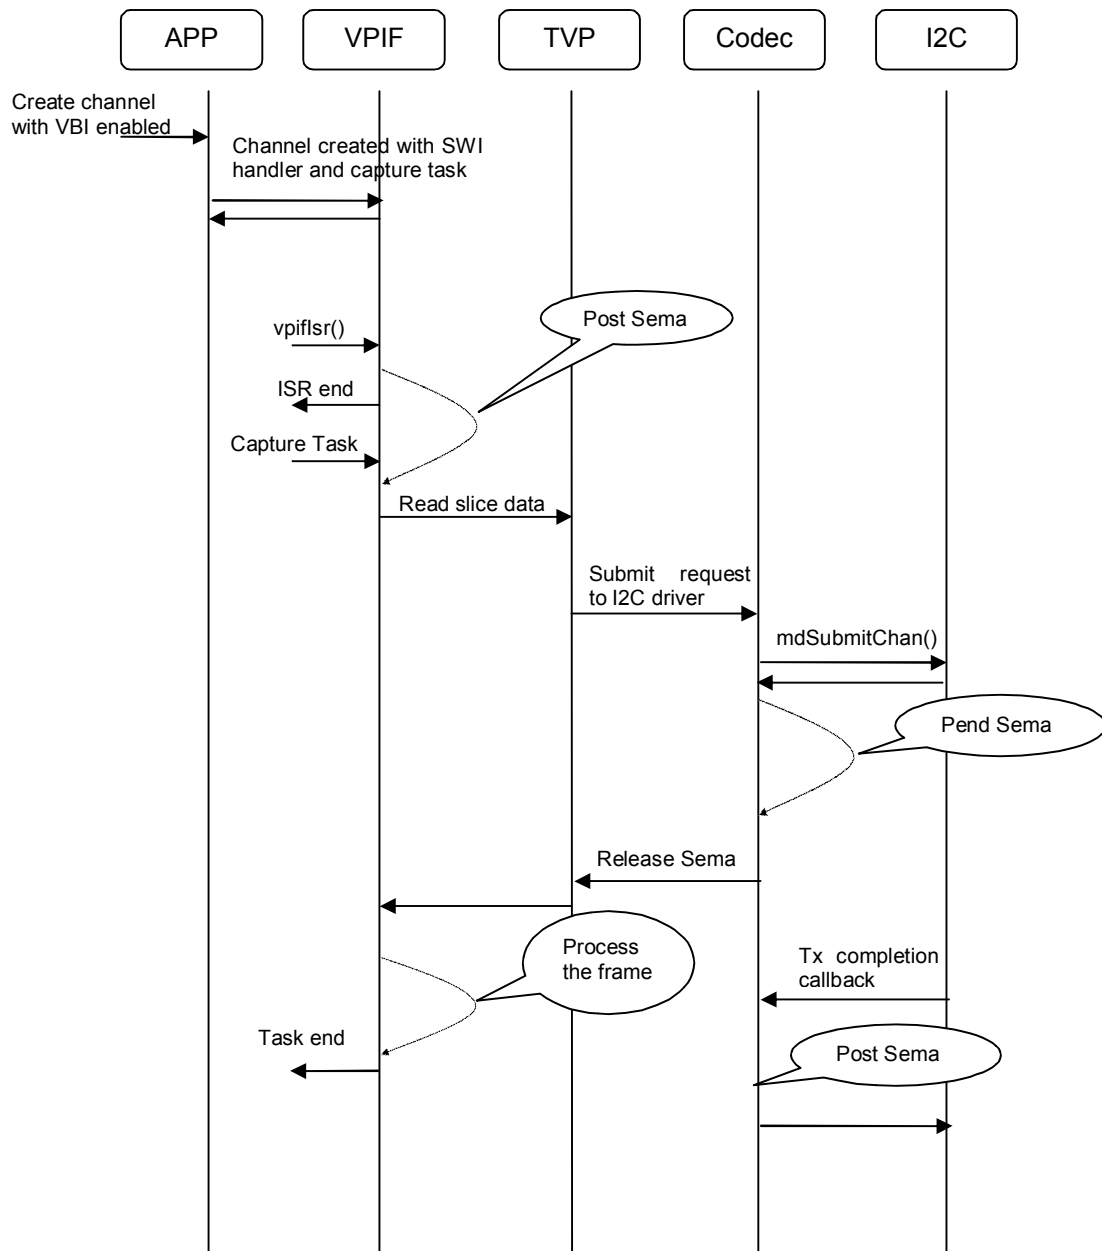 APP
VPIF
TVP
Codec
I2C
Create channel
with VBI enabled
Channel created with SWI
handler and capture task
Post Sema
vpifIsr()
ISR end
Capture Task
Read slice data
Submit request
to I2C driver
mdSubmitChan()
Pend Sema
Release Sema
Process
the frame
Tx completion
callback
Task end
Post Sema